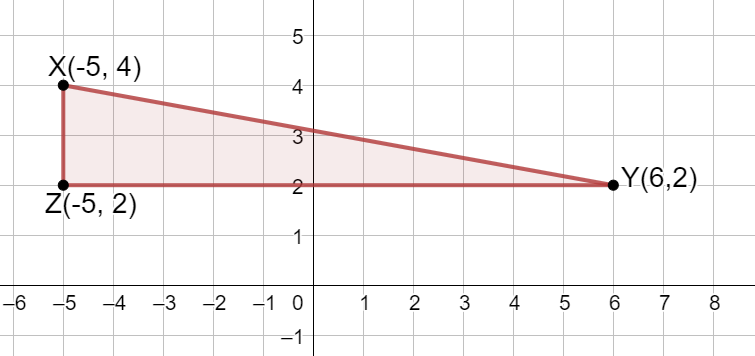 5
X(-5, 4)
4
3
2
Y(6,2)
Z(-5, 2)
1
–6 –5 –4 –3 –2 –1 0 1 2 3 4 5 6 7 8
–1